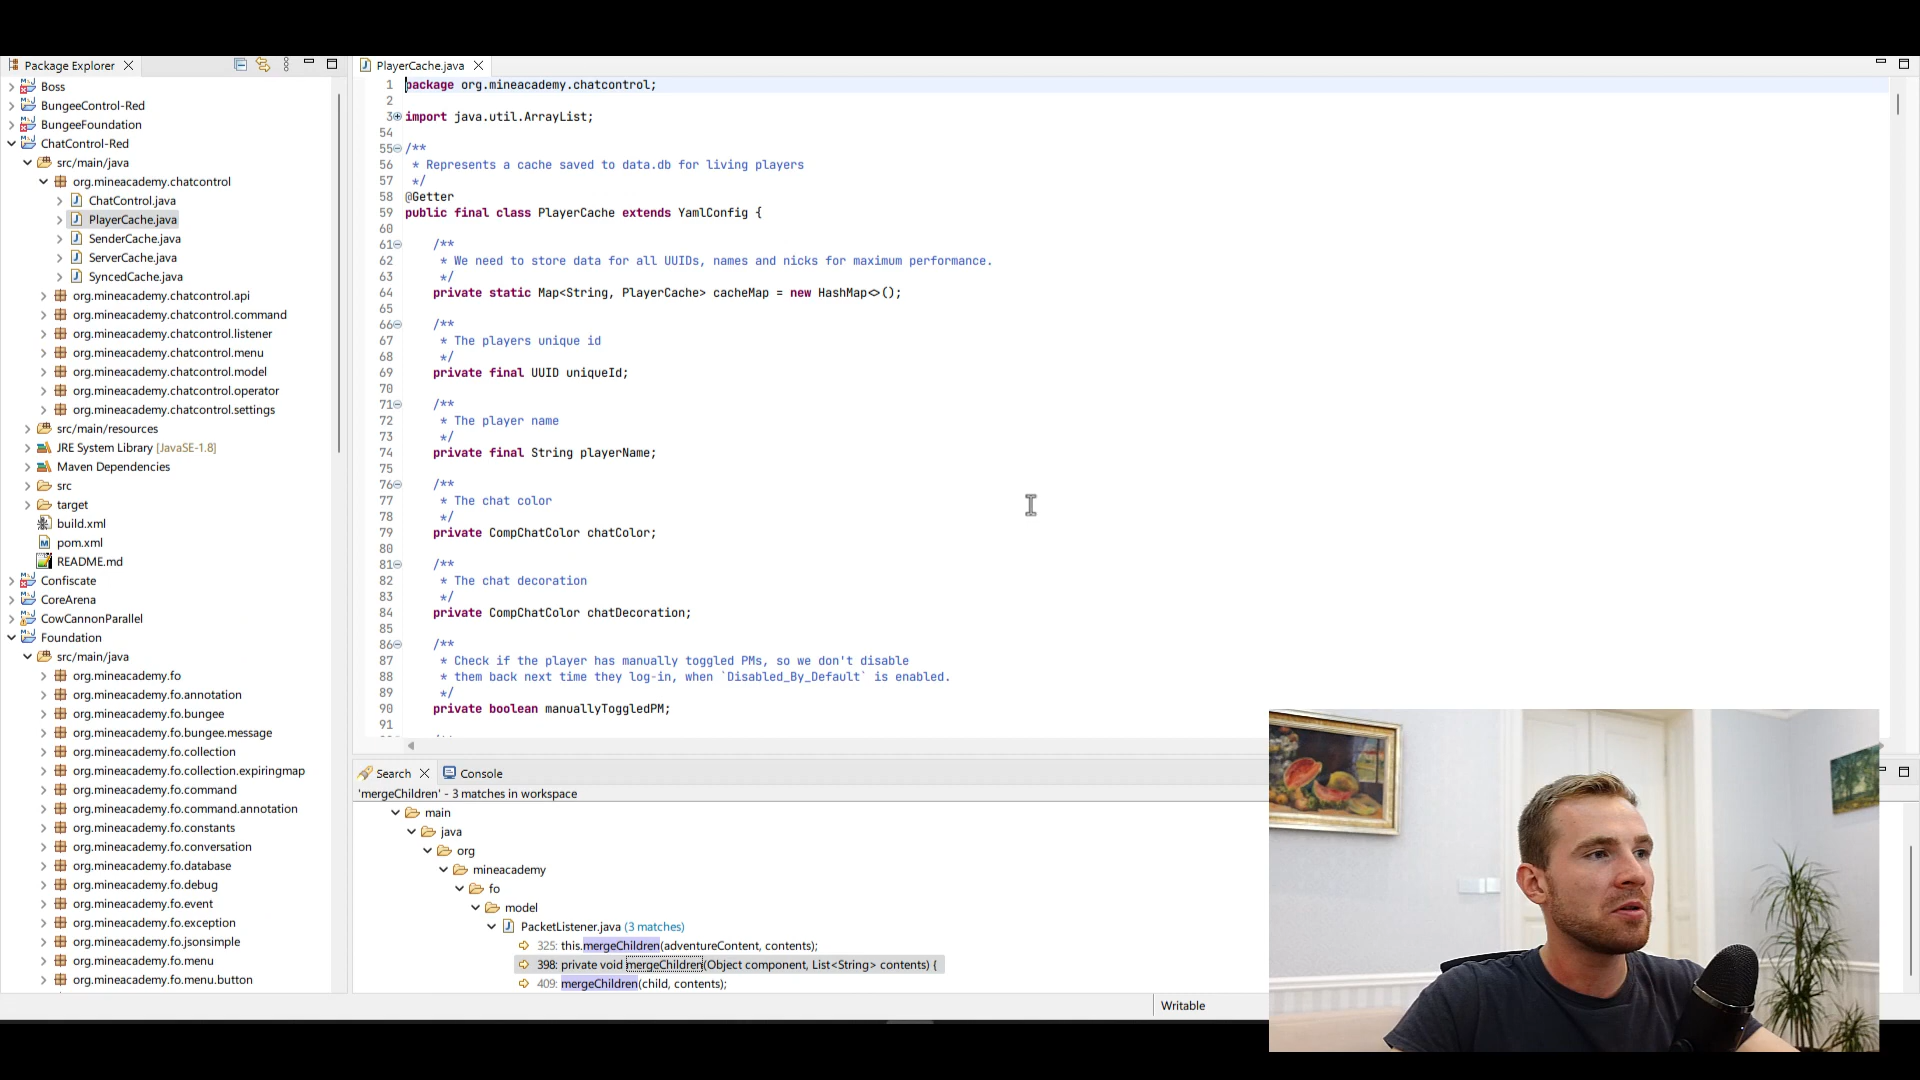 Package Explorer
Boss
BungeeControl-Red
BungeeFoundation
ChatControl-Red
src/main/java
org.mineacademy.chatcontrol
ChatControl.java
PlayerCache.java
SenderCache.java
ServerCache.java
SyncedCache.java
org.mineacademy.chatcontrol.api
org.mineacademy.chatcontrol.command
org.mineacademy.chatcontrol.listener
org.mineacademy.chatcontrol.menu
org.mineacademy.chatcontrol.model
org.mineacademy.chatcontrol.operator
org.mineacademy.chatcontrol.settings
src/main/resources
JRE System Library [JavaSE-1.8]
Maven Dependencies
src
target
build.xml
pom.xml
README.md
Confiscate
CoreArena
CowCannonParallel
Foundation
src/main/java
org.mineacademy.fo
org.mineacademy.fo.annotation
org.mineacademy.fo.bungee
org.mineacademy.fo.bungee.message
org.mineacademy.fo.collection
org.mineacademy.fo.collection.expiringmap
org.mineacademy.fo.command
org.mineacademy.fo.command.annotation
org.mineacademy.fo.constants
org.mineacademy.fo.conversation
org.mineacademy.fo.database
org.mineacademy.fo.debug
org.mineacademy.fo.event
org.mineacademy.fo.exception
org.mineacademy.fo.jsonsimple
org.mineacademy.fo.menu
org.mineacademy.fo.menu.button
PlayerCache.java
1 package org.mineacademy.chatcontrol;
2
3 import java.util.ArrayList;
54
55 /**
56 * Represents a cache saved to data.db for living players
57 */
58 @Getter
59 public final class PlayerCache extends YamlConfig {
60
61 /**
62 * We need to store data for all UUIDs, names and nicks for maximum performance.
63 */
64 private static Map<String, PlayerCache> cacheMap = new HashMap<>();
65
66 /**
67 * The players unique id
68 */
69 private final UUID uniqueId;
70
71 /**
72 * The player name
73 */
74 private final String playerName;
75
76 /**
77 * The chat color
78 */
79 private CompChatColor chatColor;
80
81 /**
82 * The chat decoration
83 */
84 private CompChatColor chatDecoration;
85
86 /**
87 * Check if the player has manually toggled PMs, so we don't disable
88 * them back next time they log-in, when `Disabled_By_Default` is enabled.
89 */
90 private boolean manuallyToggledPM;
91
Search Console
'mergeChildren' - 3 matches in workspace
main
java
org
mineacademy
fo
model
PacketListener.java (3 matches)
325: this.mergeChildren(adventureContent, contents);
398: private void mergeChildren(Object component, List<String> contents) {
409: mergeChildren(child, contents);
Writable